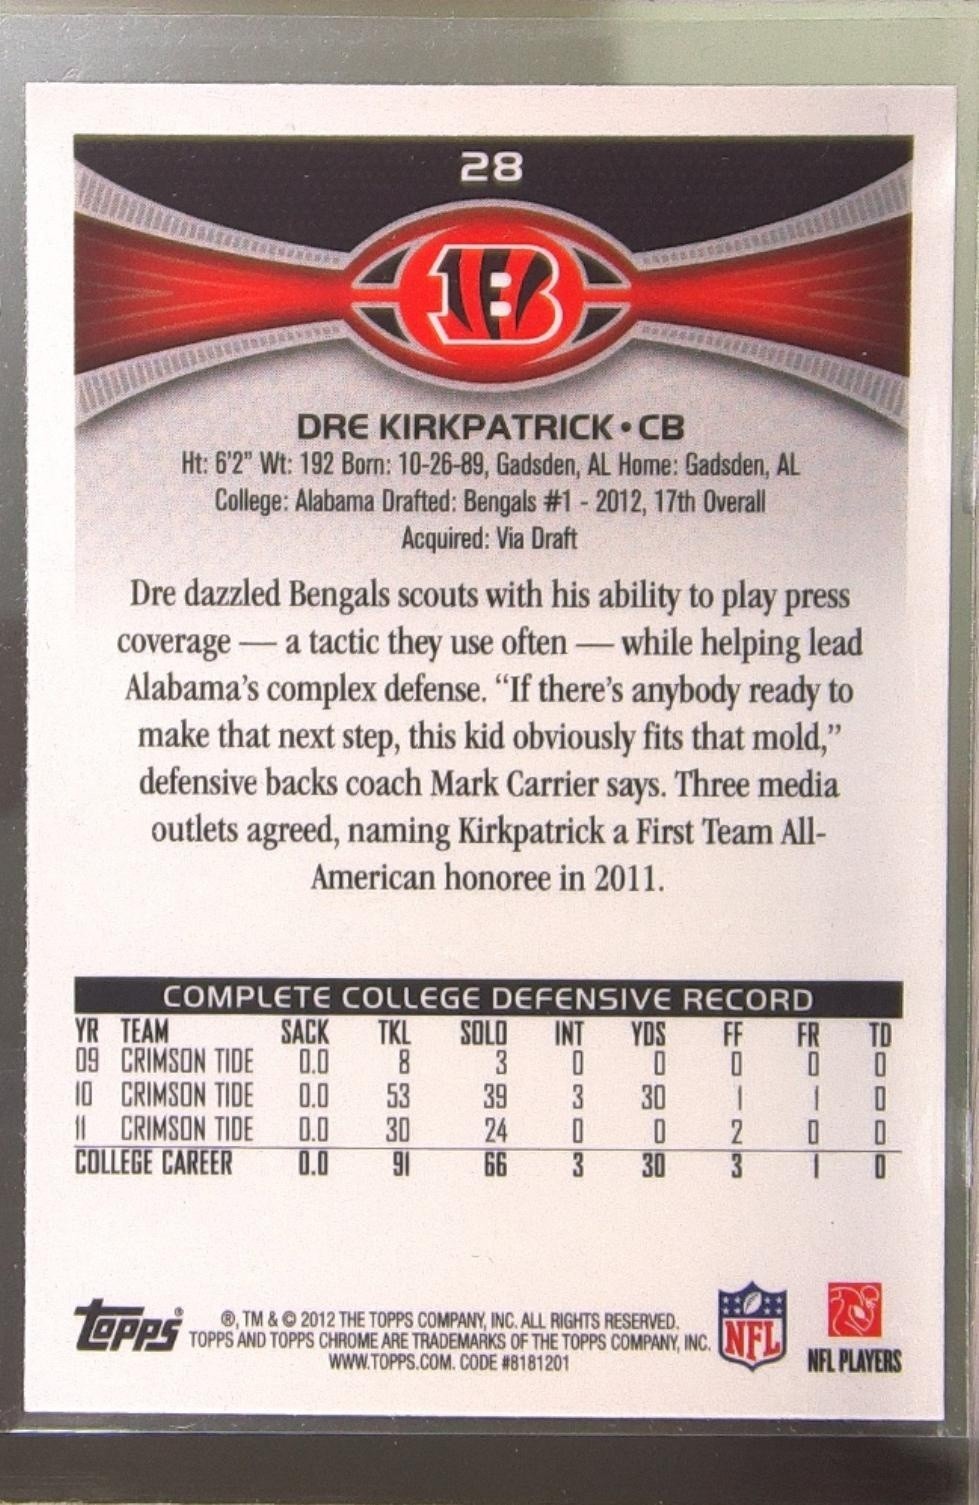 28
B
DRE KIRKPATRICK • CB
Ht: 6'2" Wt: 192 Born: 10-26-89, Gadsden, AL Home: Gadsden, AL
College: Alabama Drafted: Bengals #1 - 2012, 17th Overall
Acquired: Via Draft
Dre dazzled Bengals scouts with his ability to play press
coverage — a tactic they use often — while helping lead
Alabama's complex defense. “If there's anybody ready to
make that next step, this kid obviously fits that mold,”
defensive backs coach Mark Carrier says. Three media
outlets agreed, naming Kirkpatrick a First Team All-
American honoree in 2011.
COMPLETE COLLEGE DEFENSIVE RECORD
YR TEAM SACK TKL SOLO INT YDS FF FR TD
09 CRIMSON TIDE 0.0 8 3 0 0 0 0 0
10 CRIMSON TIDE 0.0 53 39 3 30 1 1 0
11 CRIMSON TIDE 0.0 30 24 0 0 2 0 0
COLLEGE CAREER 0.0 91 66 3 30 3 1 0
topps®
®, TM & © 2012 THE TOPPS COMPANY, INC. ALL RIGHTS RESERVED.
TOPPS AND TOPPS CHROME ARE TRADEMARKS OF THE TOPPS COMPANY, INC.
WWW.TOPPS.COM. CODE #8181201
NFL
NFL PLAYERS